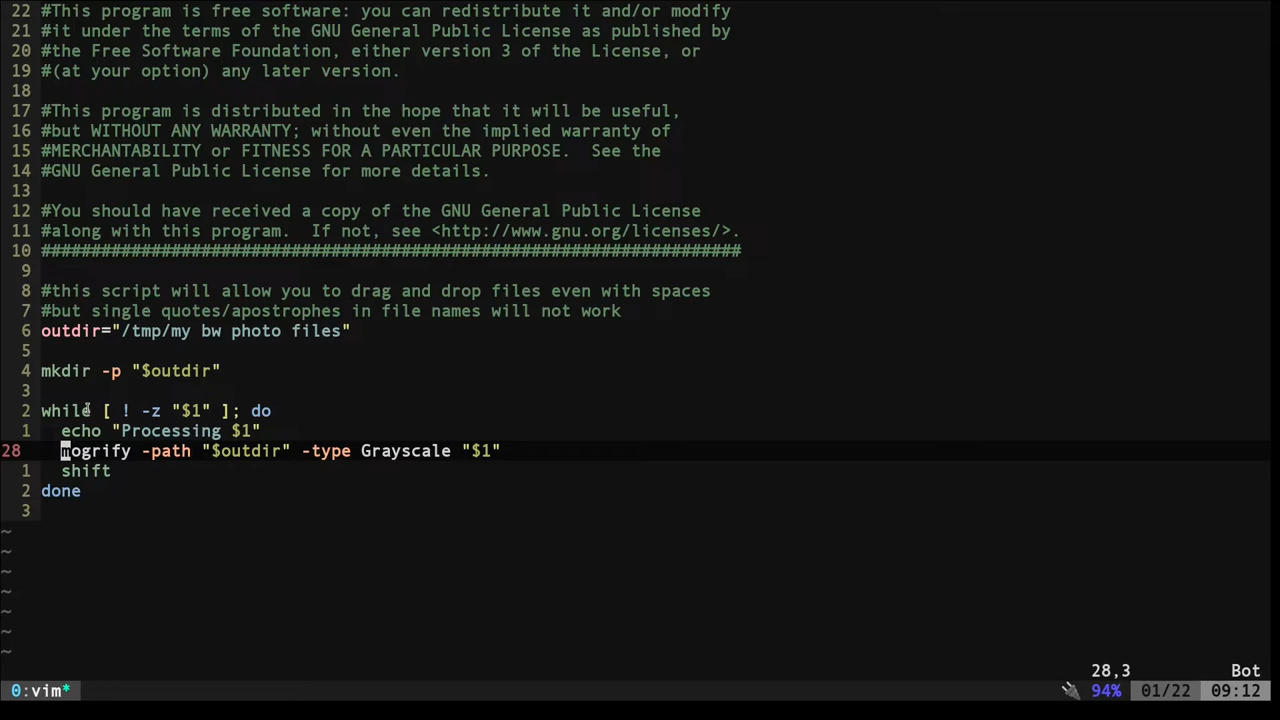 22 #This program is free software: you can redistribute it and/or modify
21 #it under the terms of the GNU General Public License as published by
20 #the Free Software Foundation, either version 3 of the License, or
19 #(at your option) any later version.
18
17 #This program is distributed in the hope that it will be useful,
16 #but WITHOUT ANY WARRANTY; without even the implied warranty of
15 #MERCHANTABILITY or FITNESS FOR A PARTICULAR PURPOSE.  See the
14 #GNU General Public License for more details.
13
12 #You should have received a copy of the GNU General Public License
11 #along with this program.  If not, see <http://www.gnu.org/licenses/>.
10 ######################################################################
9
8 #this script will allow you to drag and drop files even with spaces
7 #but single quotes/apostrophes in file names will not work
6 outdir="/tmp/my bw photo files"
5
4 mkdir -p "$outdir"
3
2 while [ ! -z "$1" ]; do
1   echo "Processing $1"
28   mogrify -path "$outdir" -type Grayscale "$1"
1   shift
2 done
3
~
~
~
~
~
~
~
28,3 Bot
0:vim* 94% 01/22 09:12